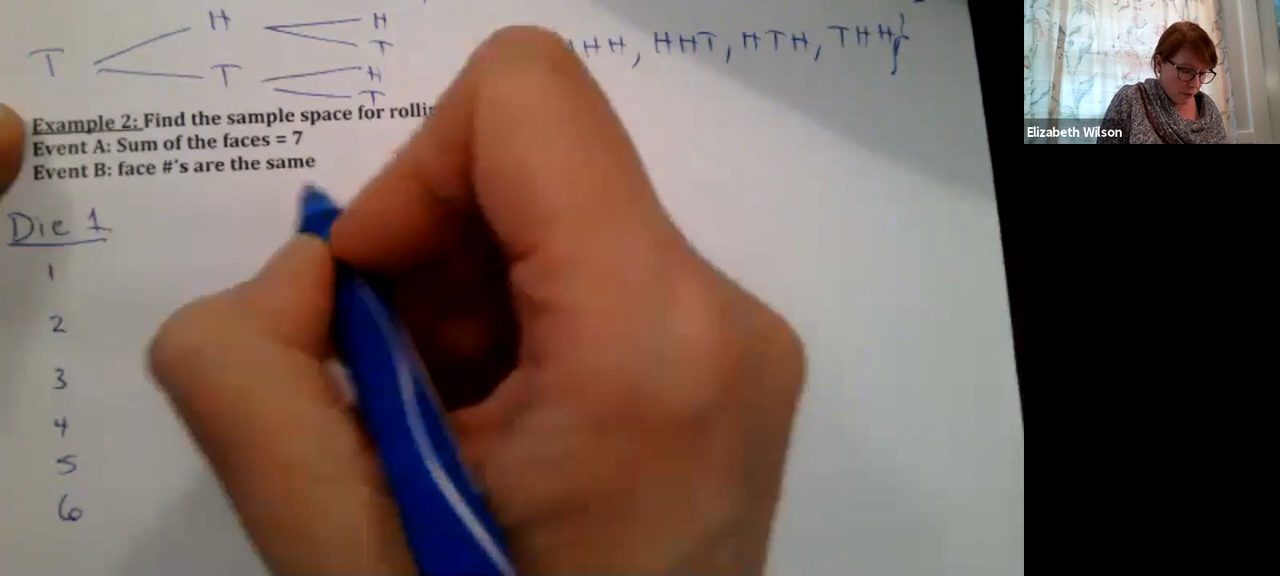 H H
T T
T H
T
HH, HHT, HTH, THH}
Example 2: Find the sample space for
Event A: Sum of the faces = 7
Event B: face #'s are the same
Die 1
1
2
3
4
5
6
Elizabeth Wilson